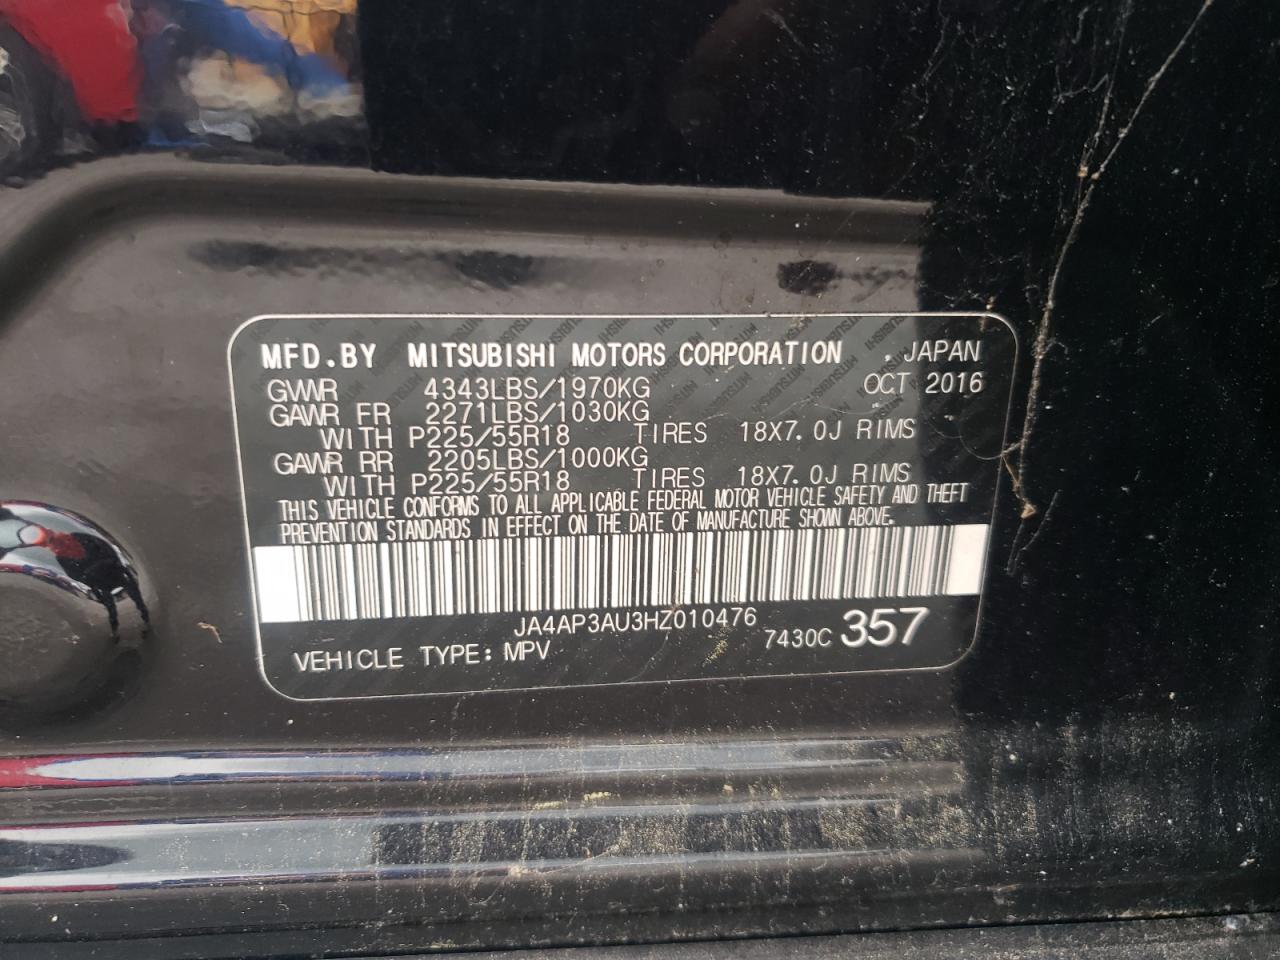 MFD.BY MITSUBISHI MOTORS CORPORATION . JAPAN
GVWR 4343LBS/1970KG OCT 2016
GAWR FR 2271LBS/1030KG
WITH P225/55R18 TIRES 18X7.0J RIMS
GAWR RR 2205LBS/1000KG
WITH P225/55R18 TIRES 18X7.0J RIMS
THIS VEHICLE CONFORMS TO ALL APPLICABLE FEDERAL MOTOR VEHICLE SAFETY AND THEFT
PREVENTION STANDARDS IN EFFECT ON THE DATE OF MANUFACTURE SHOWN ABOVE.
JA4AP3AU3HZ010476
VEHICLE TYPE: MPV 7430C 357